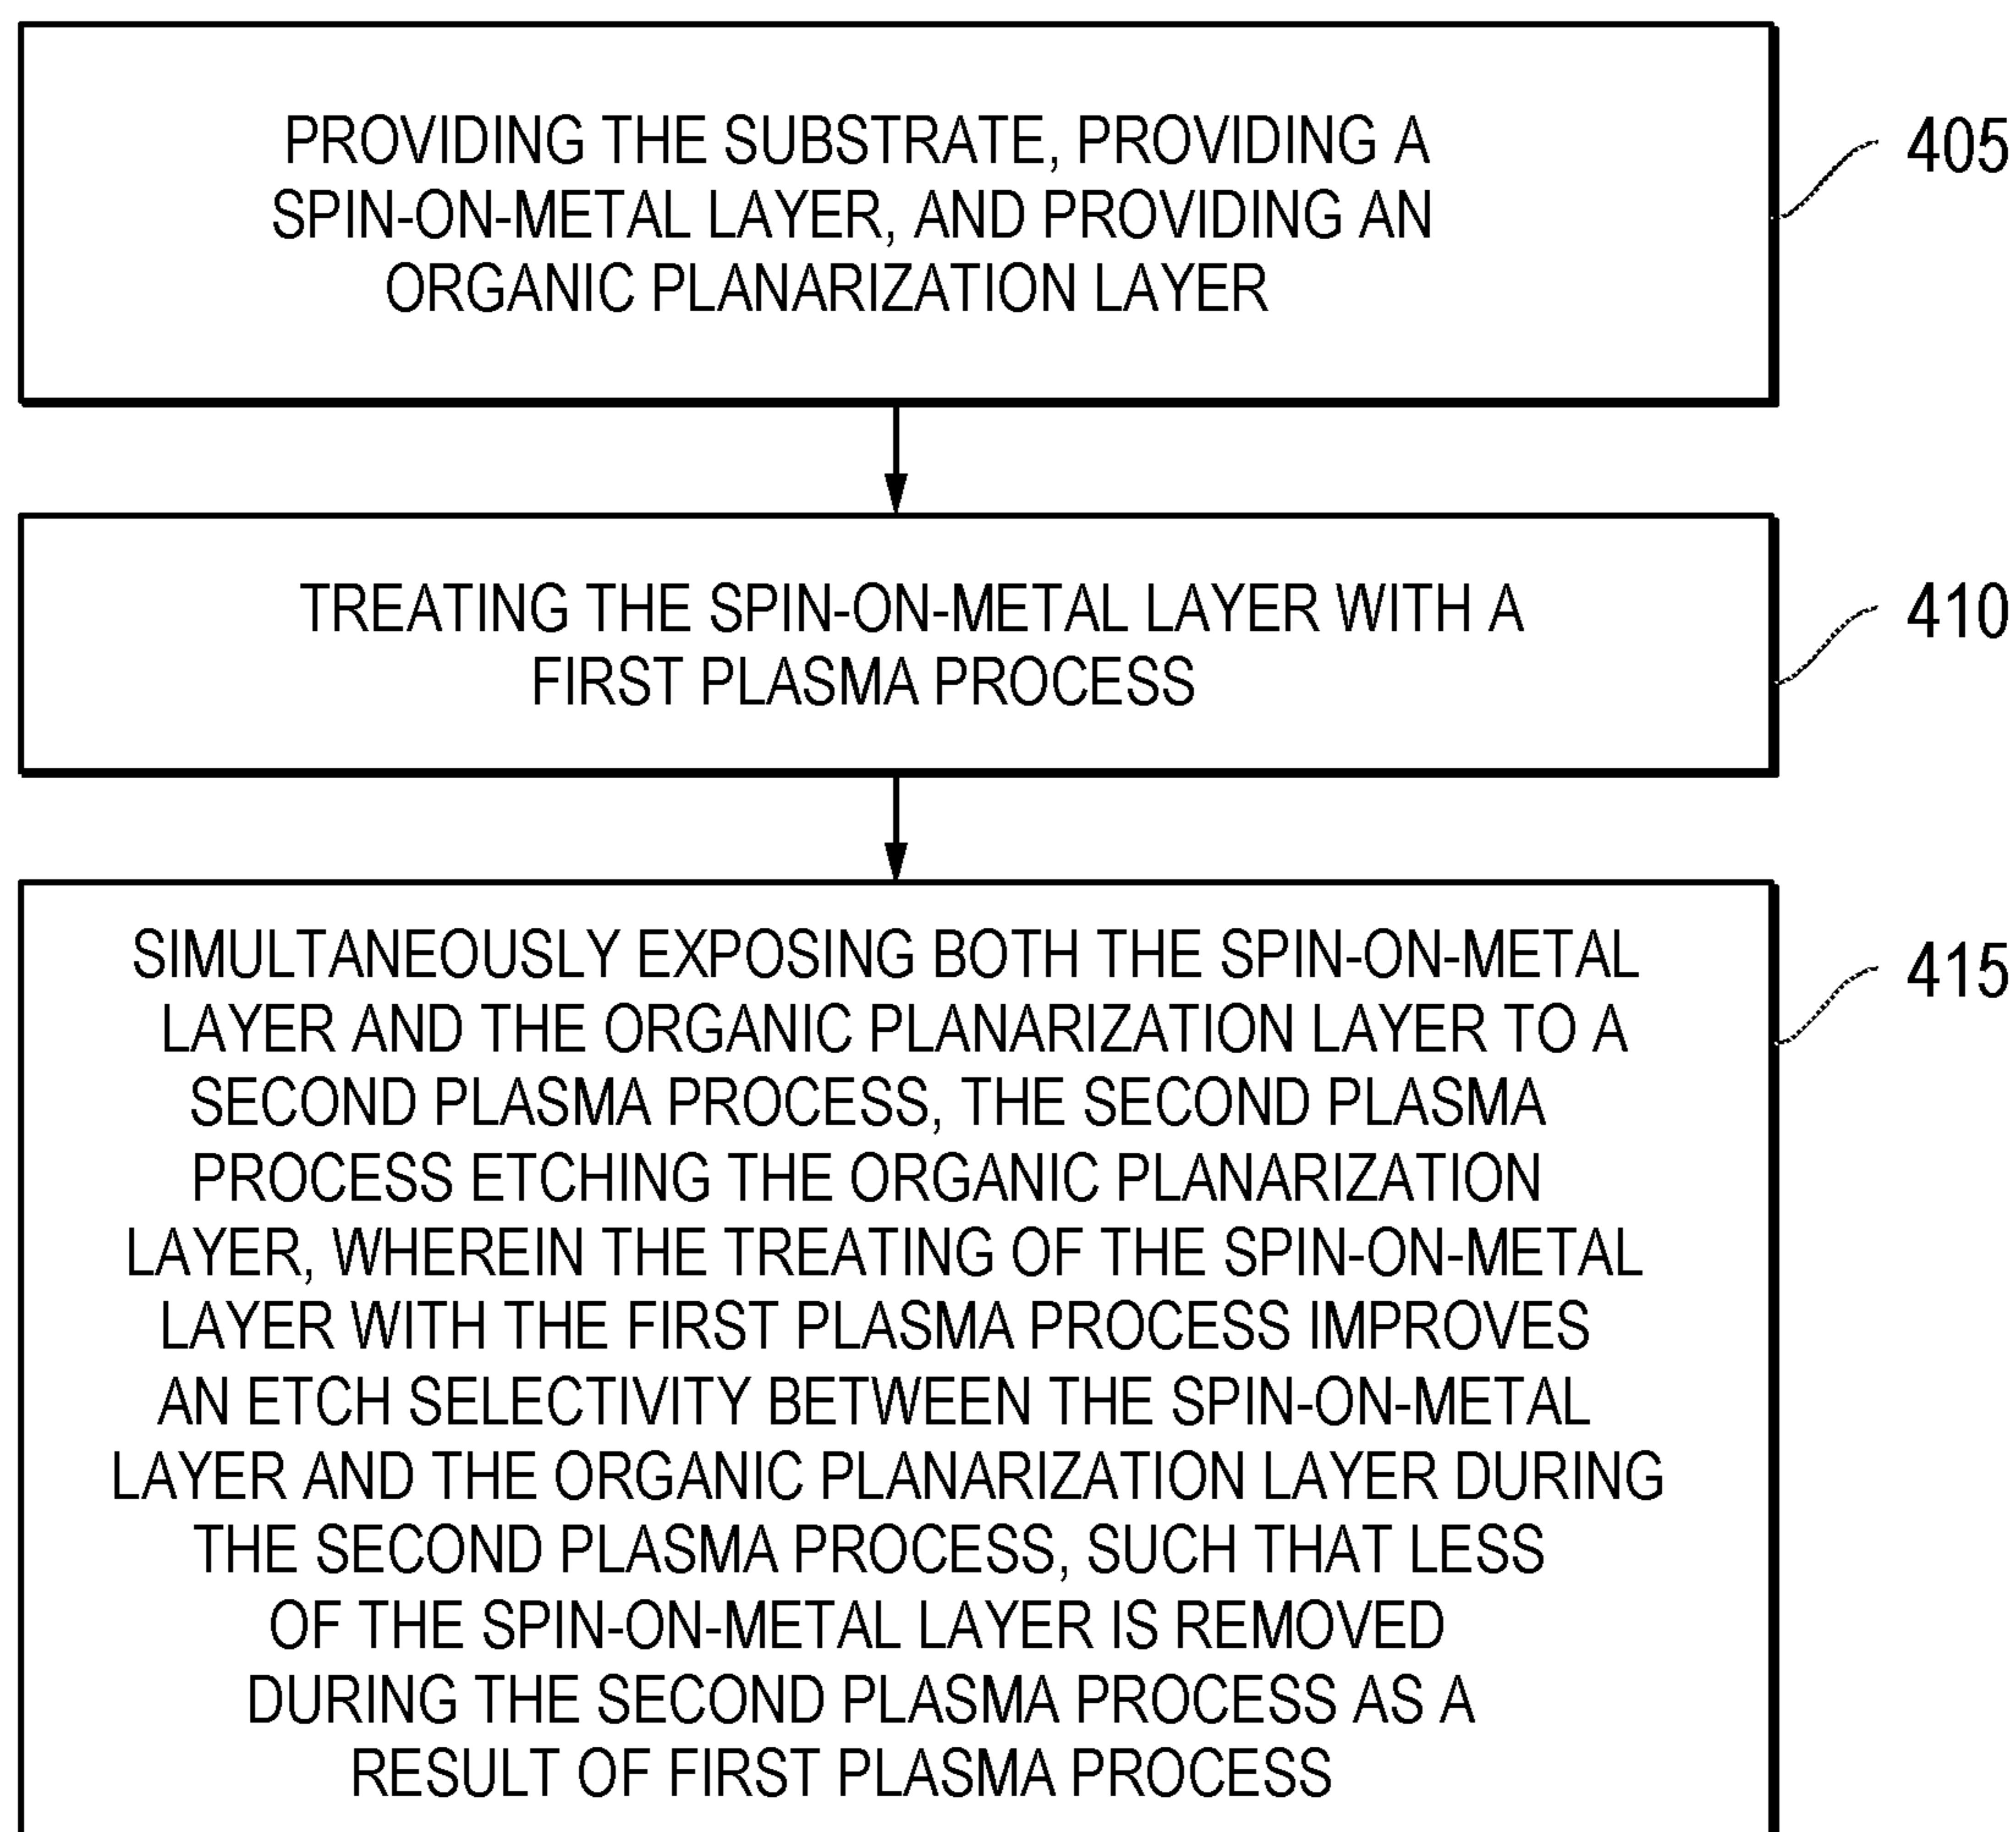 PROVIDING THE SUBSTRATE, PROVIDING A
SPIN-ON-METAL LAYER, AND PROVIDING AN
ORGANIC PLANARIZATION LAYER
405
TREATING THE SPIN-ON-METAL LAYER WITH A
FIRST PLASMA PROCESS
410
SIMULTANEOUSLY EXPOSING BOTH THE SPIN-ON-METAL
LAYER AND THE ORGANIC PLANARIZATION LAYER TO A
SECOND PLASMA PROCESS, THE SECOND PLASMA
PROCESS ETCHING THE ORGANIC PLANARIZATION
LAYER, WHEREIN THE TREATING OF THE SPIN-ON-METAL
LAYER WITH THE FIRST PLASMA PROCESS IMPROVES
AN ETCH SELECTIVITY BETWEEN THE SPIN-ON-METAL
LAYER AND THE ORGANIC PLANARIZATION LAYER DURING
THE SECOND PLASMA PROCESS, SUCH THAT LESS
OF THE SPIN-ON-METAL LAYER IS REMOVED
DURING THE SECOND PLASMA PROCESS AS A
RESULT OF FIRST PLASMA PROCESS
415